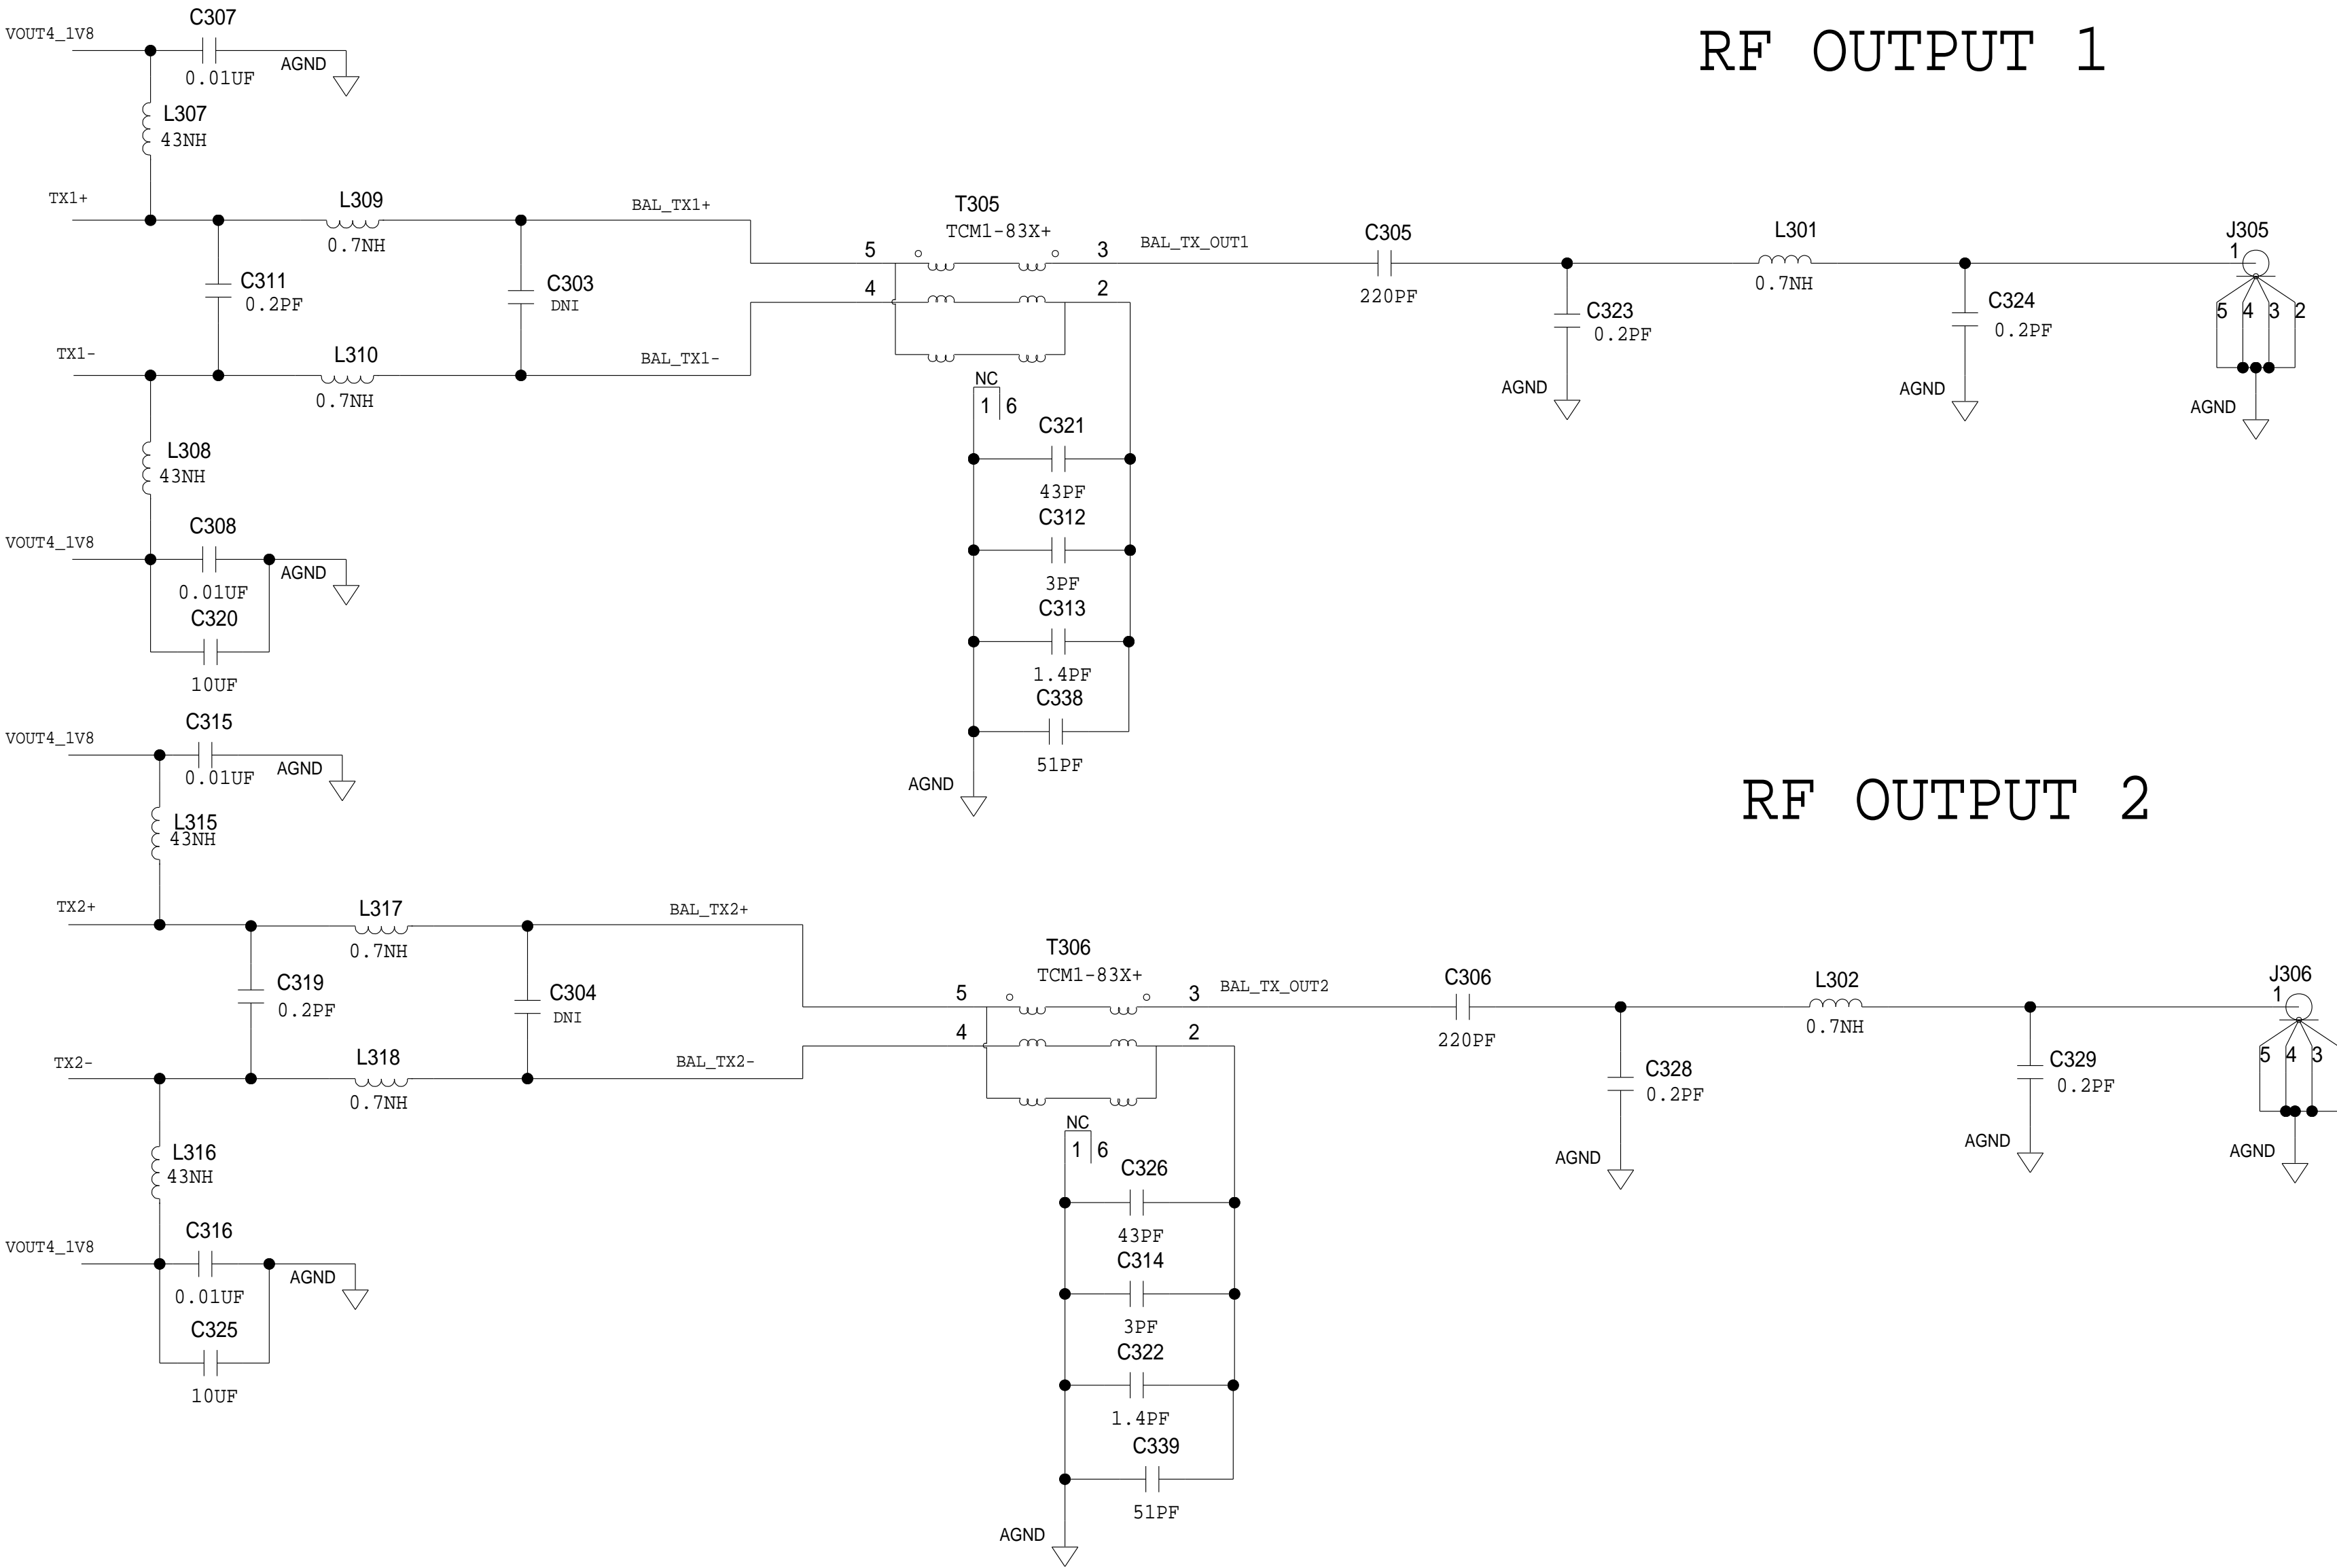 RF OUTPUT 1
VOUT4_1V8
C307
0.01UF
AGND
L307
43NH
TX1+
L309
0.7NH
BAL_TX1+
C311
0.2PF
C303
DNI
TX1-
L310
0.7NH
BAL_TX1-
L308
43NH
VOUT4_1V8
C308
0.01UF
AGND
C320
10UF
T305
TCM1-83X+
5
3
4
2
NC
1
6
BAL_TX_OUT1
C305
220PF
C323
0.2PF
AGND
L301
0.7NH
C324
0.2PF
AGND
J305
1
5
4
3
2
AGND
C321
43PF
C312
3PF
C313
1.4PF
C338
51PF
AGND
RF OUTPUT 2
VOUT4_1V8
C315
0.01UF
AGND
L315
43NH
TX2+
L317
0.7NH
BAL_TX2+
C319
0.2PF
C304
DNI
TX2-
L318
0.7NH
BAL_TX2-
L316
43NH
VOUT4_1V8
C316
0.01UF
AGND
C325
10UF
T306
TCM1-83X+
5
3
4
2
NC
1
6
BAL_TX_OUT2
C306
220PF
C328
0.2PF
AGND
L302
0.7NH
C329
0.2PF
AGND
J306
1
5
4
3
AGND
C326
43PF
C314
3PF
C322
1.4PF
C339
51PF
AGND